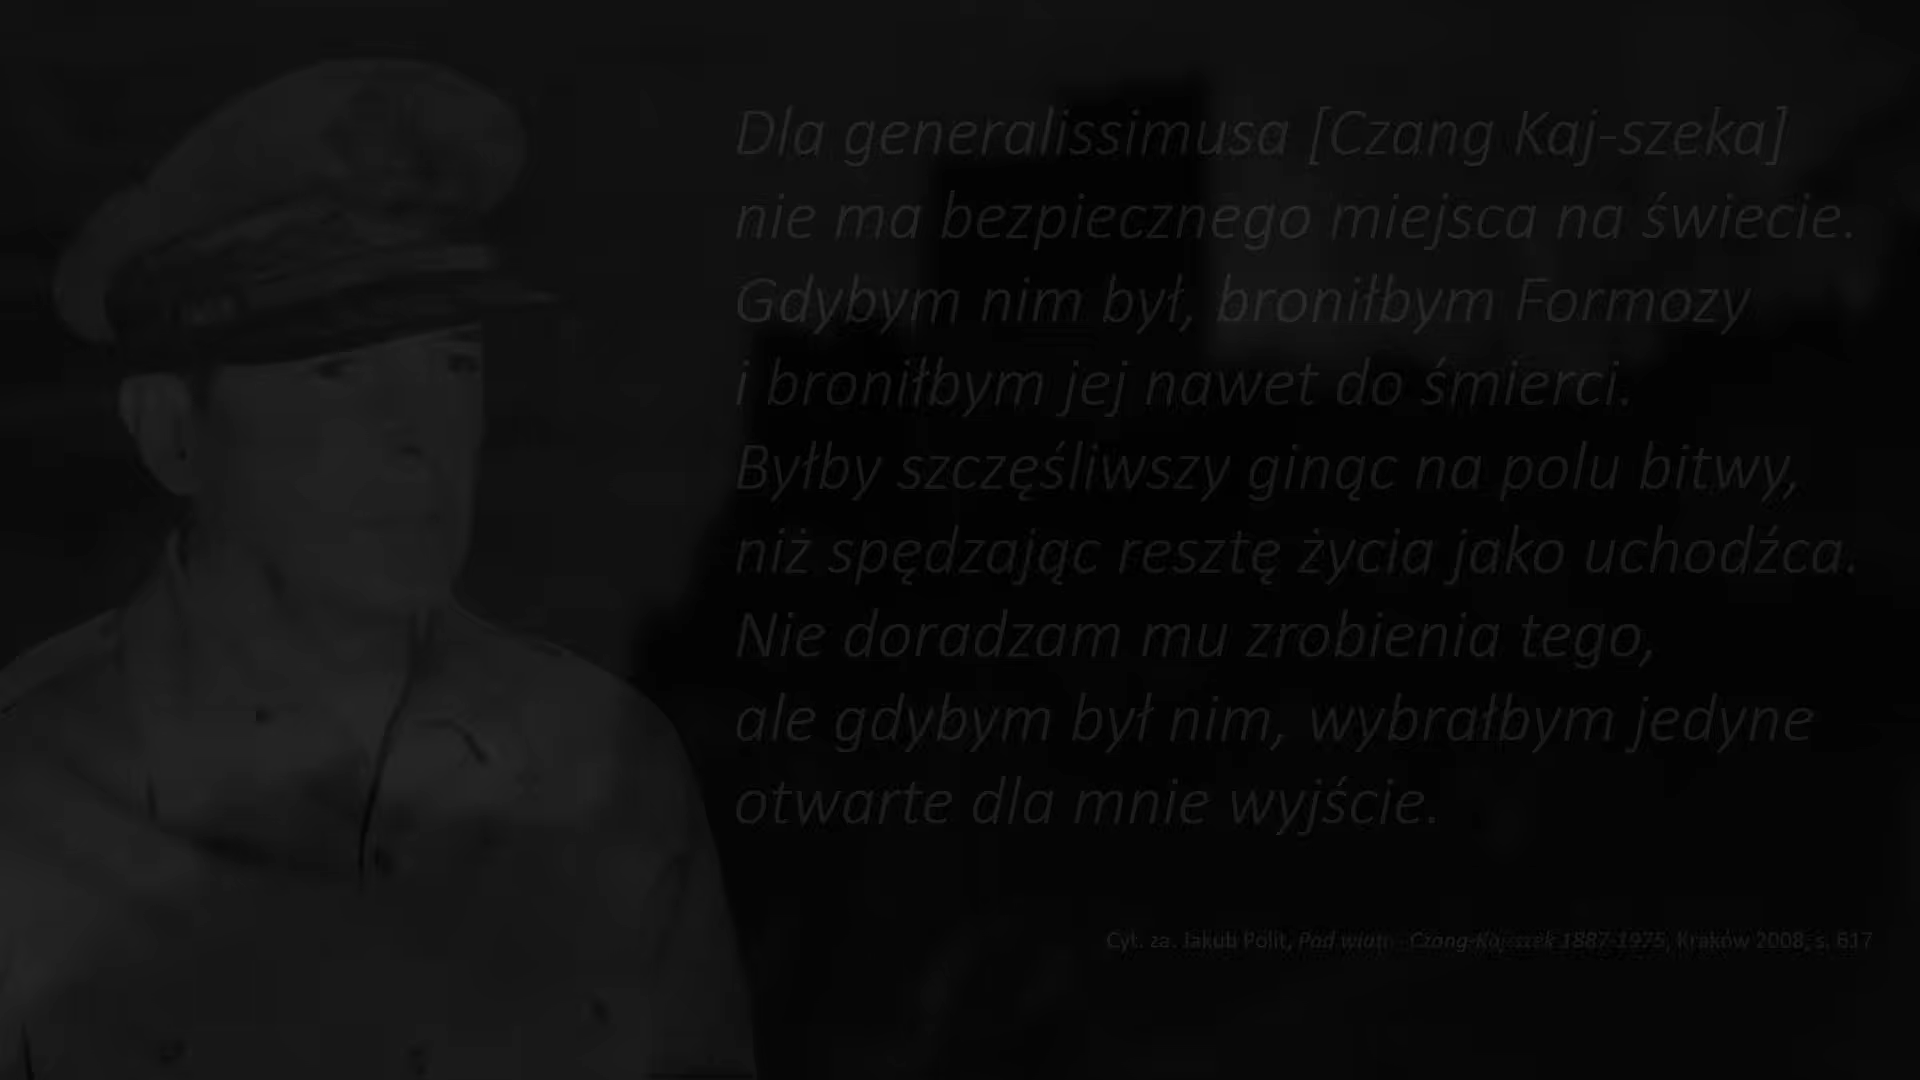 Dla generalissimusa [Czang Kaj-szeka]
nie ma bezpiecznego miejsca na świecie.
Gdybym nim był, broniłbym Formozy
i broniłbym jej nawet do śmierci.
Byłby szczęśliwszy ginąc na polu bitwy,
niż spędzając resztę życia jako uchodźca.
Nie doradzam mu zrobienia tego,
ale gdybym był nim, wybrałbym jedyne
otwarte dla mnie wyjście.
Cyt. za. Jakub Polit, Pod wiatr. Czang-Kaj-szek 1887-1975, Kraków 2008, s. 617